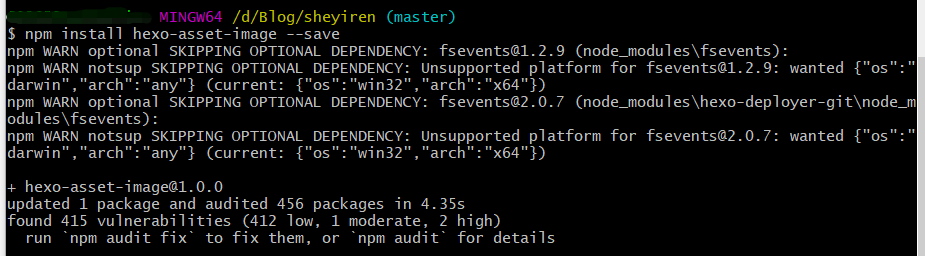 MINGW64 /d/Blog/sheyiren (master)
$ npm install hexo-asset-image --save
npm WARN optional SKIPPING OPTIONAL DEPENDENCY: fsevents@1.2.9 (node_modules\fsevents):
npm WARN notsup SKIPPING OPTIONAL DEPENDENCY: Unsupported platform for fsevents@1.2.9: wanted {"os":"
darwin","arch":"any"} (current: {"os":"win32","arch":"x64"})
npm WARN optional SKIPPING OPTIONAL DEPENDENCY: fsevents@2.0.7 (node_modules\hexo-deployer-git\node_m
odules\fsevents):
npm WARN notsup SKIPPING OPTIONAL DEPENDENCY: Unsupported platform for fsevents@2.0.7: wanted {"os":"
darwin","arch":"any"} (current: {"os":"win32","arch":"x64"})
+ hexo-asset-image@1.0.0
updated 1 package and audited 456 packages in 4.35s
found 415 vulnerabilities (412 low, 1 moderate, 2 high)
run `npm audit fix` to fix them, or `npm audit` for details